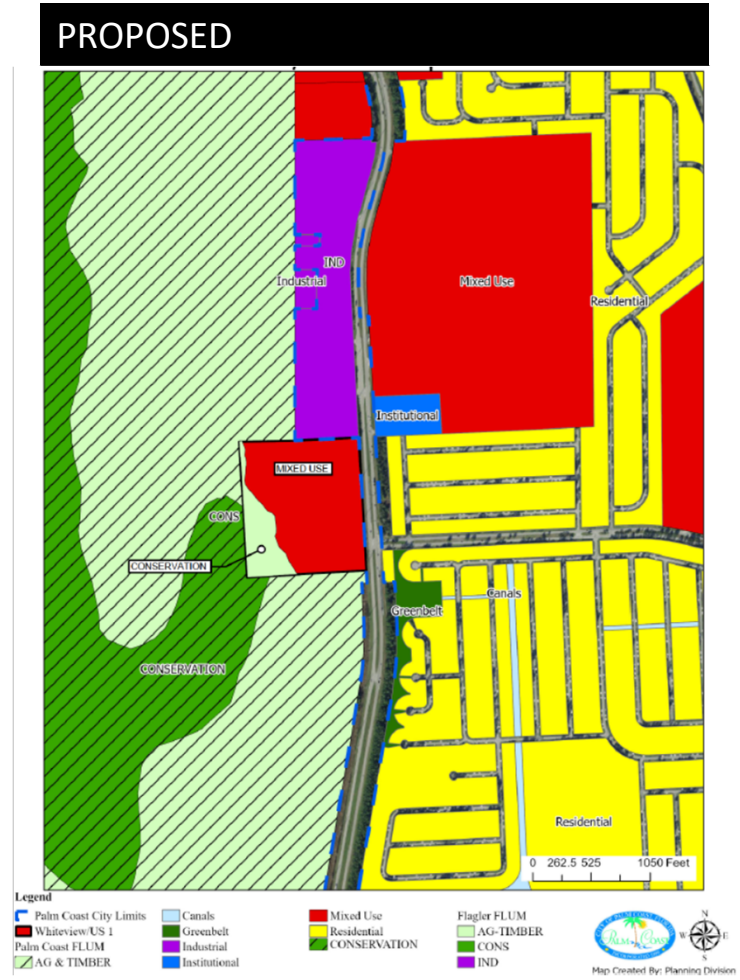 PROPOSED
IND
Industrial
Mixed Use
Residential
Institutional
MIXED USE
CONS
CONSERVATION
Canals
Greenbelt
CONSERVATION
Residential
0 262.5 525 1050 Feet
Legend
Palm Coast City Limits
Whiteview/US 1
Palm Coast FLUM
AG & TIMBER
Canals
Greenbelt
Industrial
Institutional
Mixed Use
Residential
CONSERVATION
Flagler FLUM
AG-TIMBER
CONS
IND
PALM COAST
N
W
E
S
Map Created By: Planning Division